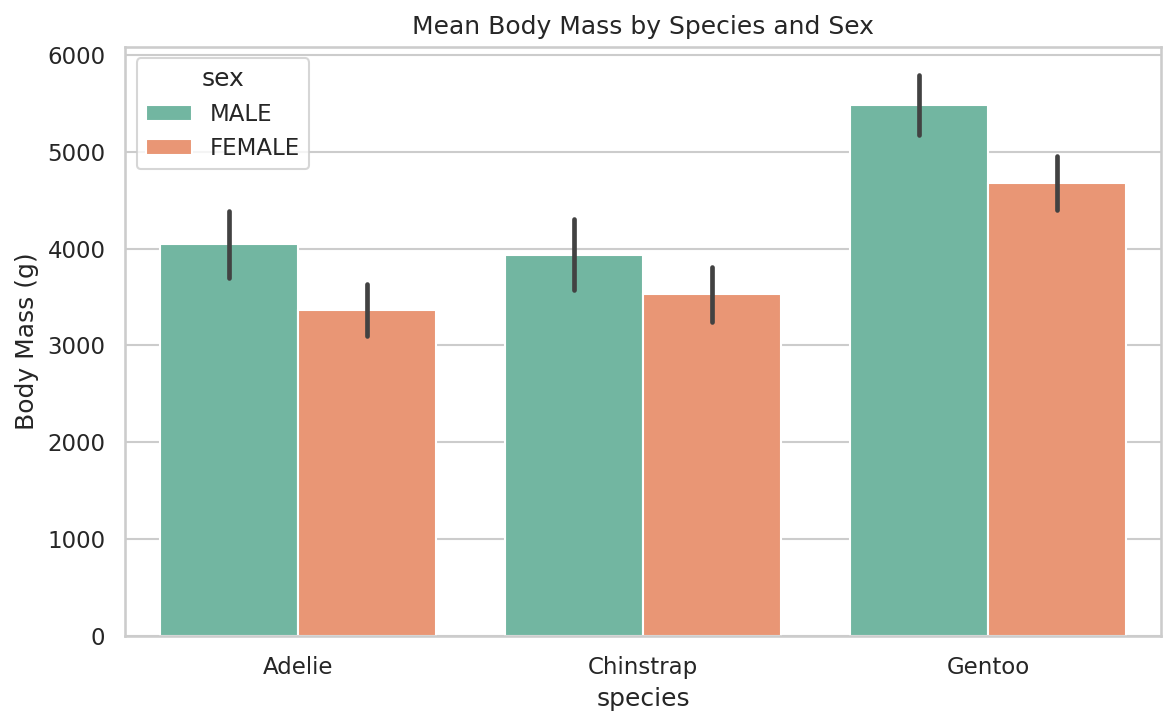 Mean Body Mass by Species and Sex
sex
MALE
FEMALE
Body Mass (g)
6000
5000
4000
3000
2000
1000
0
Adelie
Chinstrap
Gentoo
species